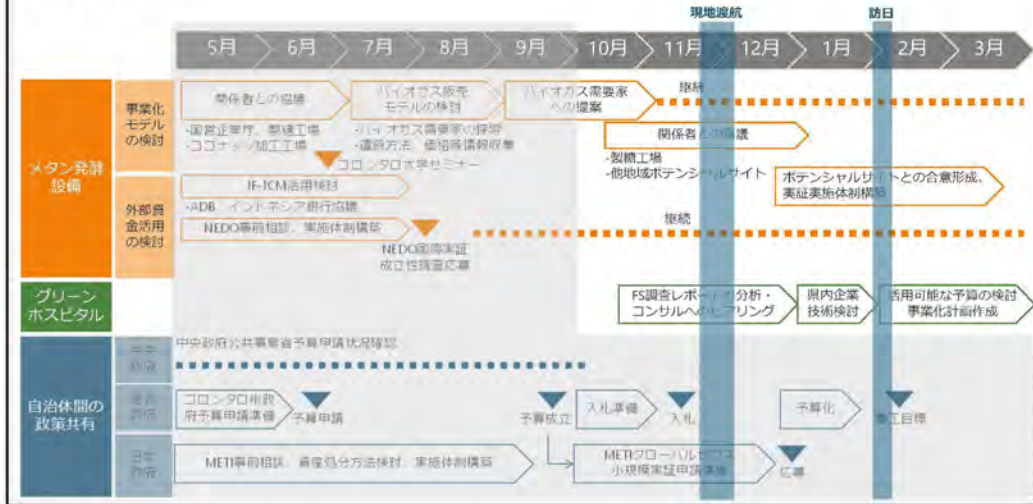 現地渡航
訪日
5月
6月
7月
8月
9月
10月
11月
12月
1月
2月
3月
メタン発酵
設備
事業化
モデル
の検討
関係者との協議
-国営企業庁、製糖工場
-ココナッツ加工工場
バイオガス販売
モデルの検討
-バイオガス需要家の探索
-運搬方法、価格等情報収集
バイオガス需要家
への提案
継続
ゴロンタロ大学セミナー
関係者との協議
-製糖工場
-他地域ポテンシャルサイト
ポテンシャルサイトとの合意形成、
実証実施体制構築
外部資
金活用
の検討
-ADB、インドネシア銀行協議
NEDO事前相談、実施体制構築
NEDO国際実証
成立性調査応募
継続
グリーン
ホスピタル
FS調査レポートの分析・
コンサルへのヒアリング
県内企業
技術検討
活用可能な予算の検討
事業化計画作成
自治体間の
政策共有
中央
政府
中央政府公共事業省予算申請状況確認
政府
ゴロンタロ州政
府予算申請準備
予算申請
予算成立
入札準備
入札
予算化
着工目標
日本
政府
METI事前相談、資産処分方法検討、実施体制構築
METIグローバルサウス
小規模実証申請準備
応募